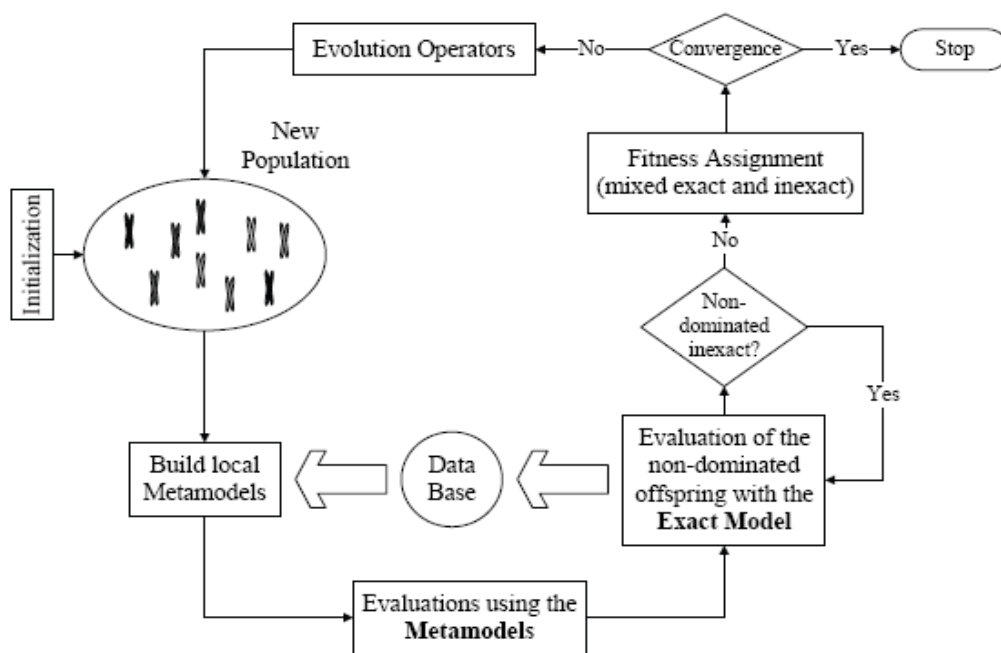 Evolution Operators
No
Convergence
Yes
Stop
New
Population
Fitness Assignment
(mixed exact and inexact)
Initialization
No
Non-
dominated
inexact?
Yes
Build local
Metamodels
Data
Base
Evaluation of the
non-dominated
offspring with the
Exact Model
Evaluations using the
Metamodels